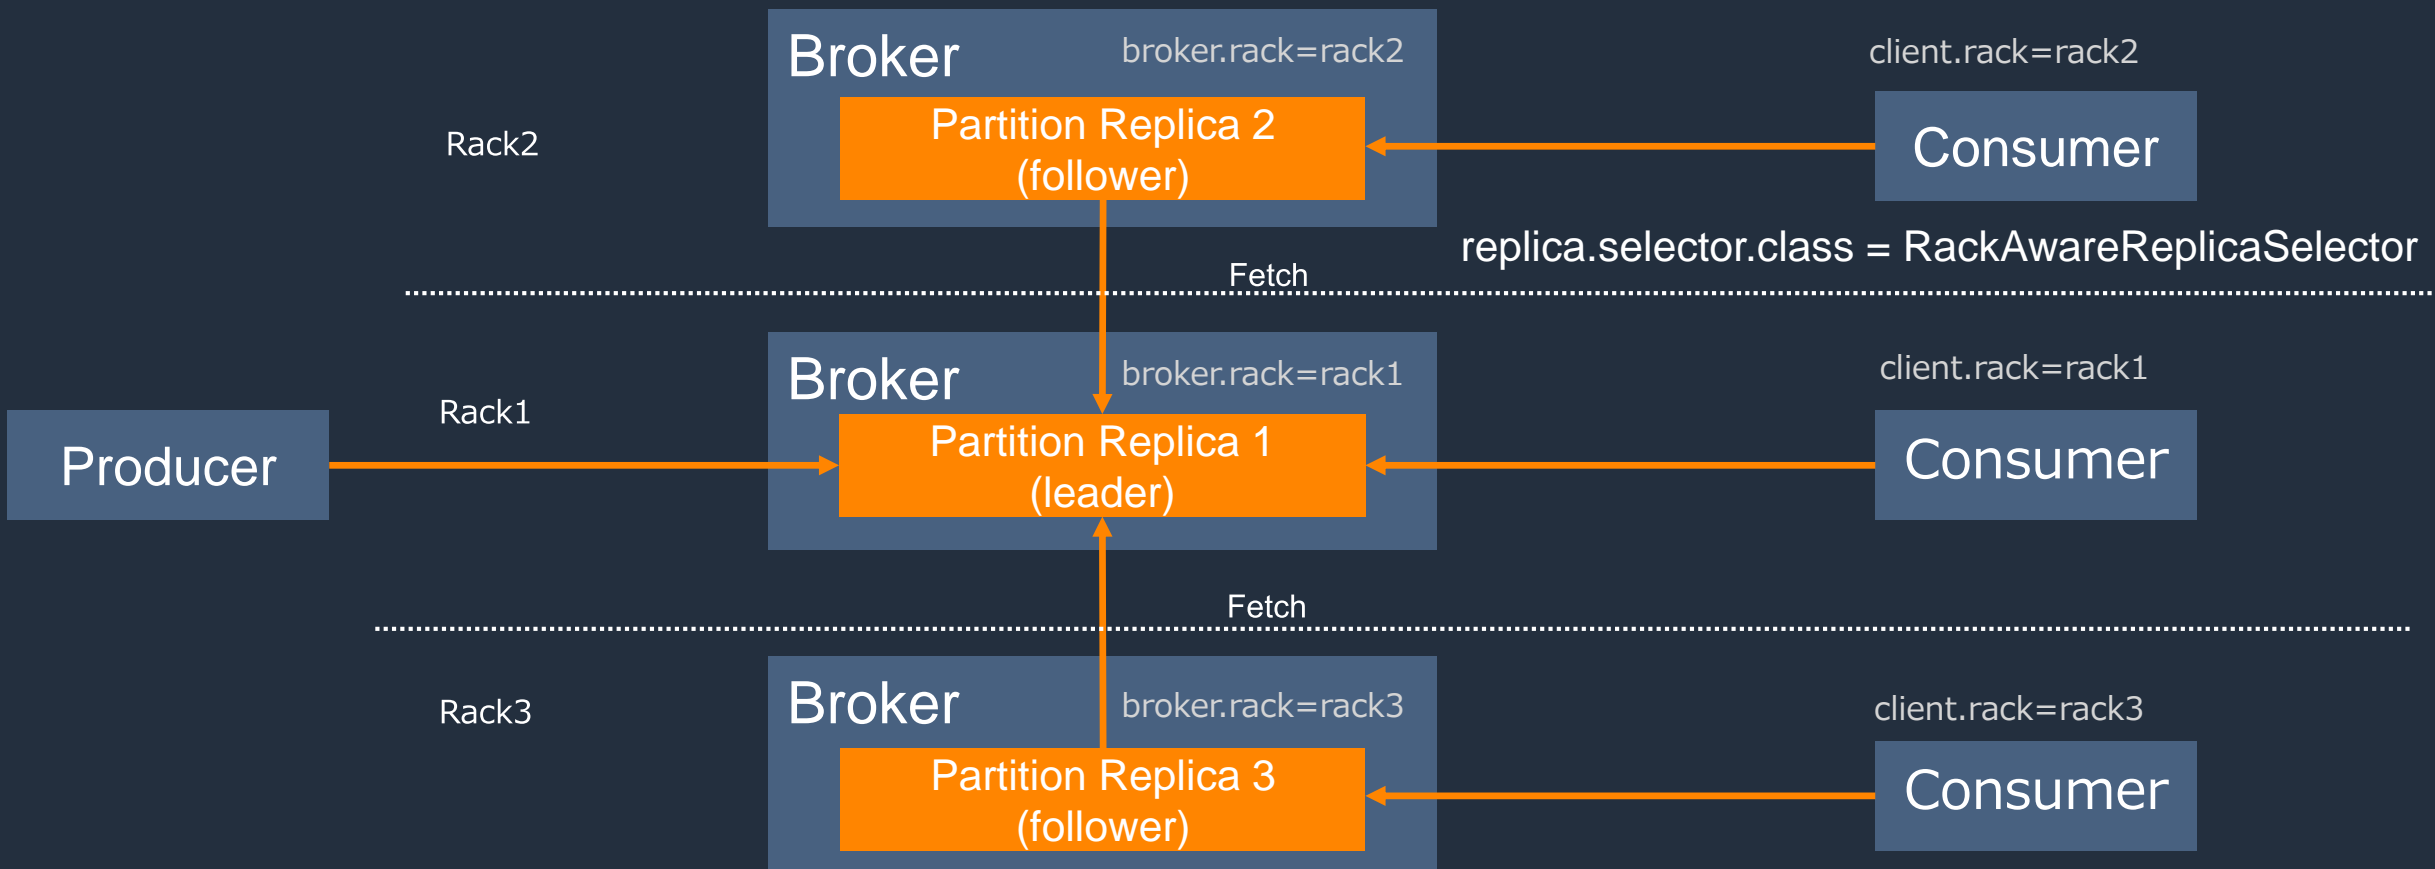 Broker
broker.rack=rack2
client.rack=rack2
Rack2
Partition Replica 2
(follower)
Consumer
replica.selector.class = RackAwareReplicaSelector
Fetch
Broker
broker.rack=rack1
client.rack=rack1
Rack1
Producer
Partition Replica 1
(leader)
Consumer
Fetch
Broker
broker.rack=rack3
client.rack=rack3
Rack3
Partition Replica 3
(follower)
Consumer